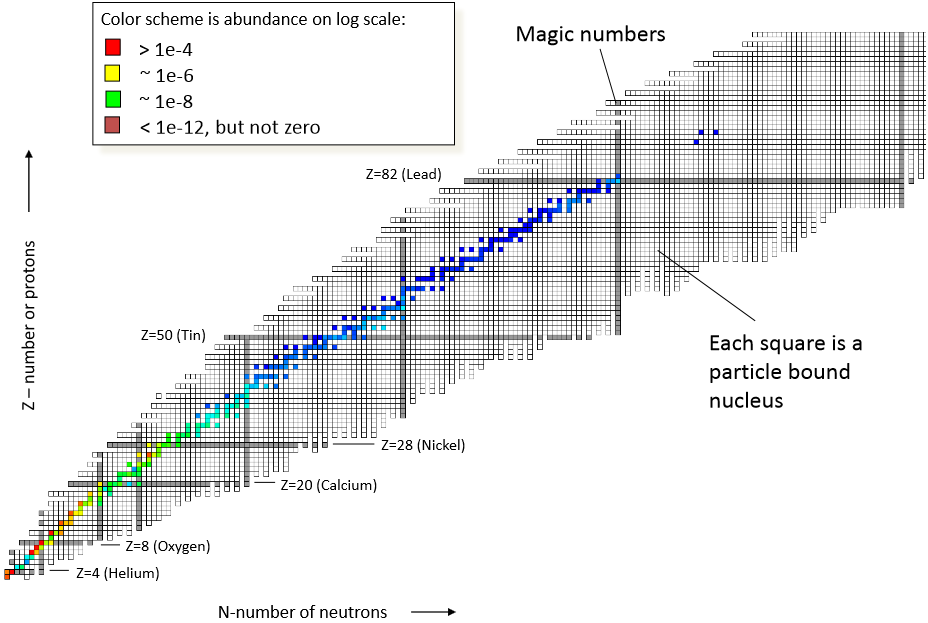 Color scheme is abundance on log scale:
> 1e-4
~ 1e-6
~ 1e-8
< 1e-12, but not zero
Magic numbers
Z=82 (Lead)
Z – number or protons
Z=50 (Tin)
Each square is a
particle bound
nucleus
Z=28 (Nickel)
Z=20 (Calcium)
Z=8 (Oxygen)
Z=4 (Helium)
N-number of neutrons